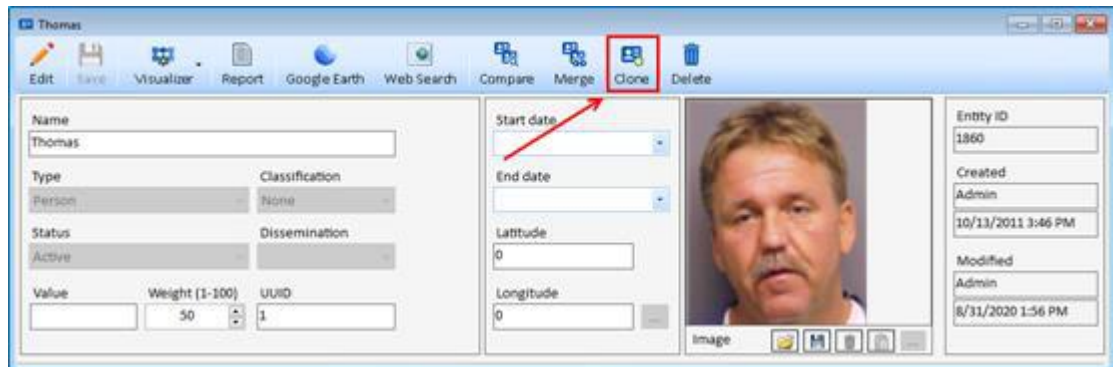 Thomas
Edit Save Visualizer Report Google Earth Web Search Compare Merge Clone Delete
Name
Thomas
Type Classification
Person None
Status Dissemination
Active
Value Weight (1-100) UUID
50 1
Start date
End date
Latitude
0
Longitude
0
...
Image
...
Entity ID
1860
Created
Admin
10/13/2011 3:46 PM
Modified
Admin
8/31/2020 1:56 PM